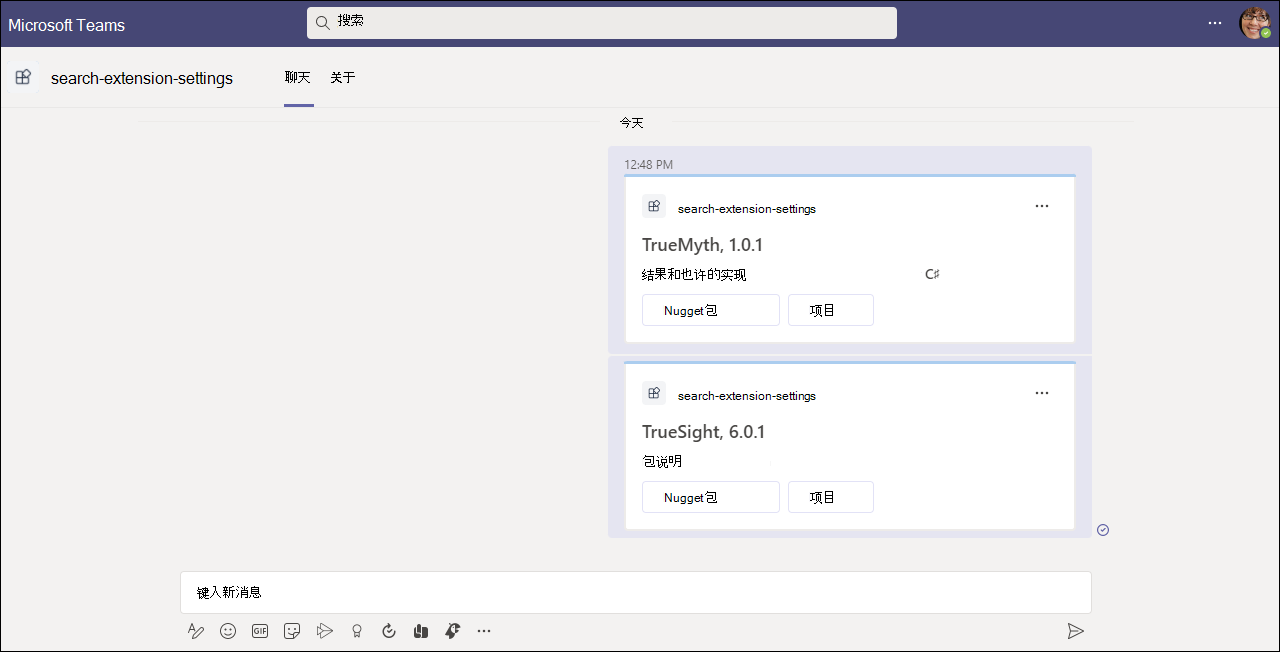 Microsoft Teams
搜索
search-extension-settings
聊天
关于
今天
12:48 PM
search-extension-settings
TrueMyth, 1.0.1
结果和也许的实现
C♯
Nugget包
项目
search-extension-settings
TrueSight, 6.0.1
包说明
Nugget包
项目
键入新消息
GIF